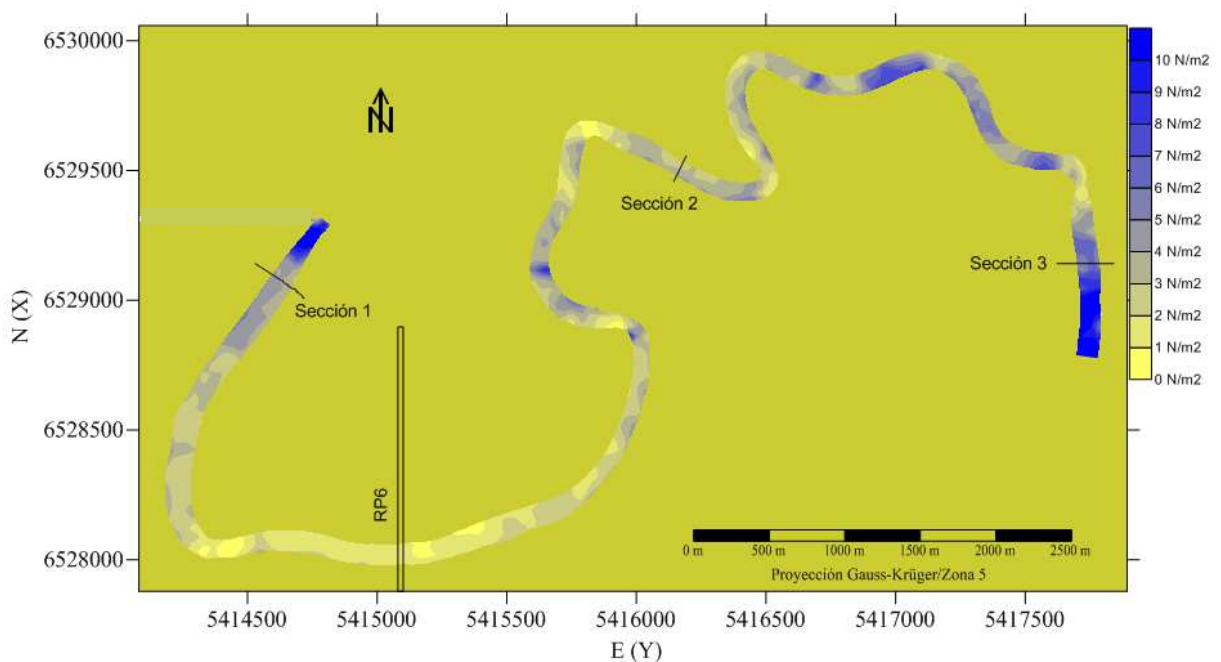 6530000
6529500
6529000
6528500
6528000
N (X)
N
Sección 1
Sección 2
Sección 3
RP6
10 N/m2
9 N/m2
8 N/m2
7 N/m2
6 N/m2
5 N/m2
4 N/m2
3 N/m2
2 N/m2
1 N/m2
0 N/m2
0 m 500 m 1000 m 1500 m 2000 m 2500 m
Proyección Gauss-Krüger/Zona 5
5414500 5415000 5415500 5416000 5416500 5417000 5417500
E (Y)